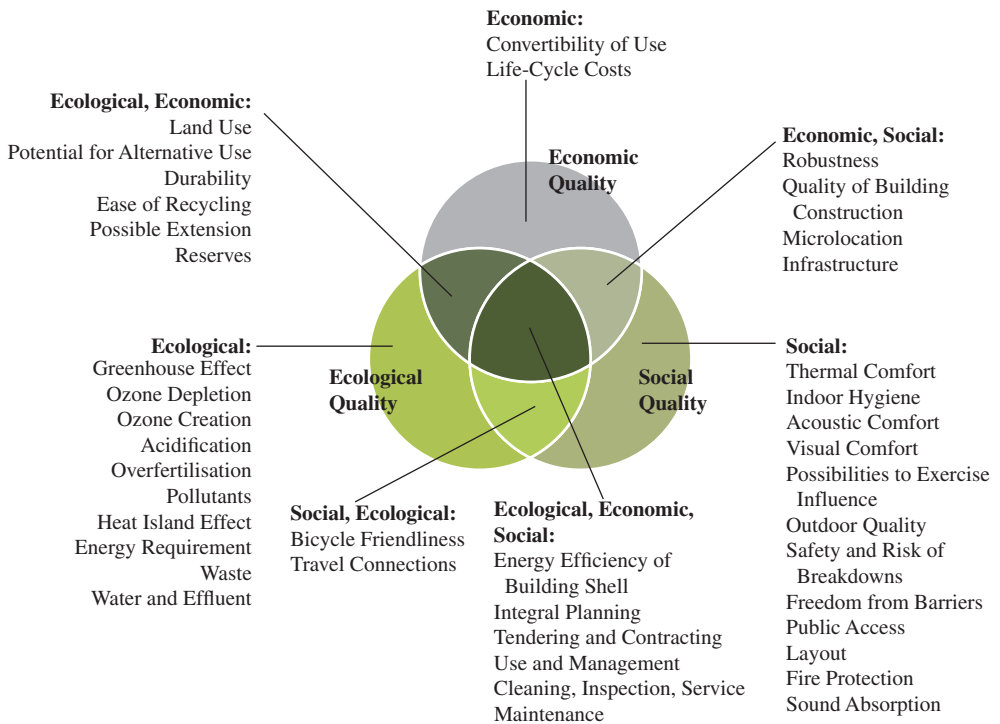 Economic:
Convertibility of Use
Life-Cycle Costs
Ecological, Economic:
Land Use
Potential for Alternative Use
Durability
Ease of Recycling
Possible Extension
Reserves
Economic, Social:
Robustness
Quality of Building
Construction
Microlocation
Infrastructure
Economic
Quality
Ecological
Quality
Social
Quality
Ecological:
Greenhouse Effect
Ozone Depletion
Ozone Creation
Acidification
Overfertilisation
Pollutants
Heat Island Effect
Energy Requirement
Waste
Water and Effluent
Social, Ecological:
Bicycle Friendliness
Travel Connections
Ecological, Economic,
Social:
Energy Efficiency of
Building Shell
Integral Planning
Tendering and Contracting
Use and Management
Cleaning, Inspection, Service
Maintenance
Social:
Thermal Comfort
Indoor Hygiene
Acoustic Comfort
Visual Comfort
Possibilities to Exercise
Influence
Outdoor Quality
Safety and Risk of
Breakdowns
Freedom from Barriers
Public Access
Layout
Fire Protection
Sound Absorption